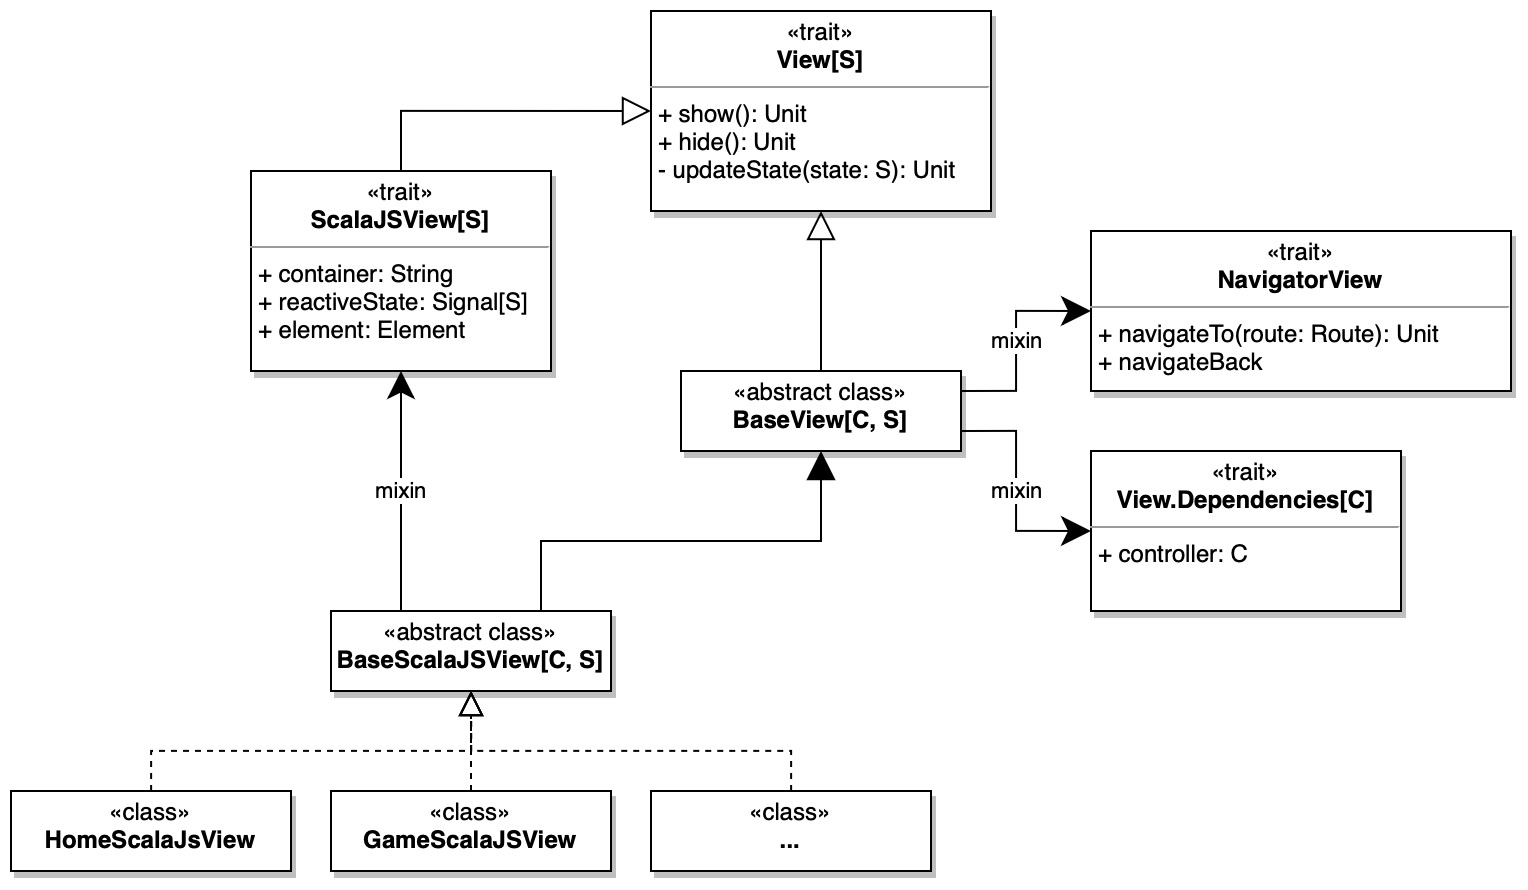 «trait»
View[S]
+ show(): Unit
+ hide(): Unit
- updateState(state: S): Unit
«trait»
ScalaJSView[S]
+ container: String
+ reactiveState: Signal[S]
+ element: Element
«trait»
NavigatorView
+ navigateTo(route: Route): Unit
+ navigateBack
mixin
«abstract class»
BaseView[C, S]
«trait»
View.Dependencies[C]
+ controller: C
mixin
mixin
«abstract class»
BaseScalaJSView[C, S]
«class»
HomeScalaJsView
«class»
GameScalaJSView
«class»
...